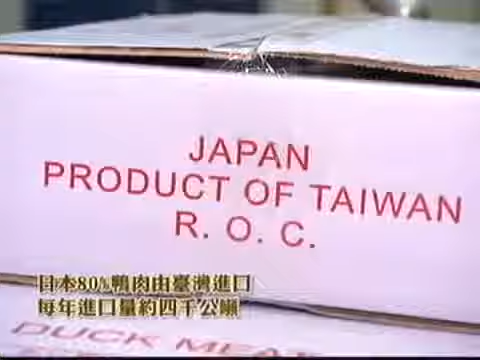 JAPAN
PRODUCT OF TAIWAN
R. O. C.
日本80%鴨肉由臺灣進口
每年進口量約四千公噸
DUCK MEAT